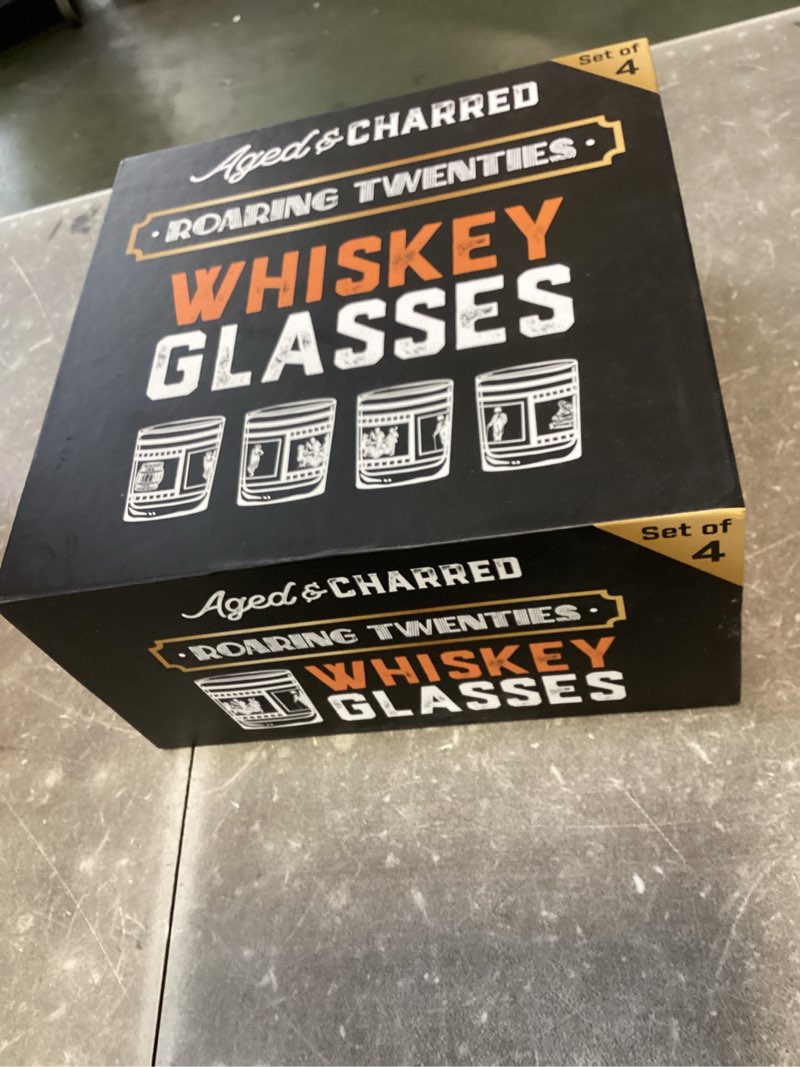 Set of
4
Aged & CHARRED
· ROARING TWENTIES ·
WHISKEY
GLASSES
Set of
4
Aged & CHARRED
· ROARING TWENTIES ·
WHISKEY
GLASSES